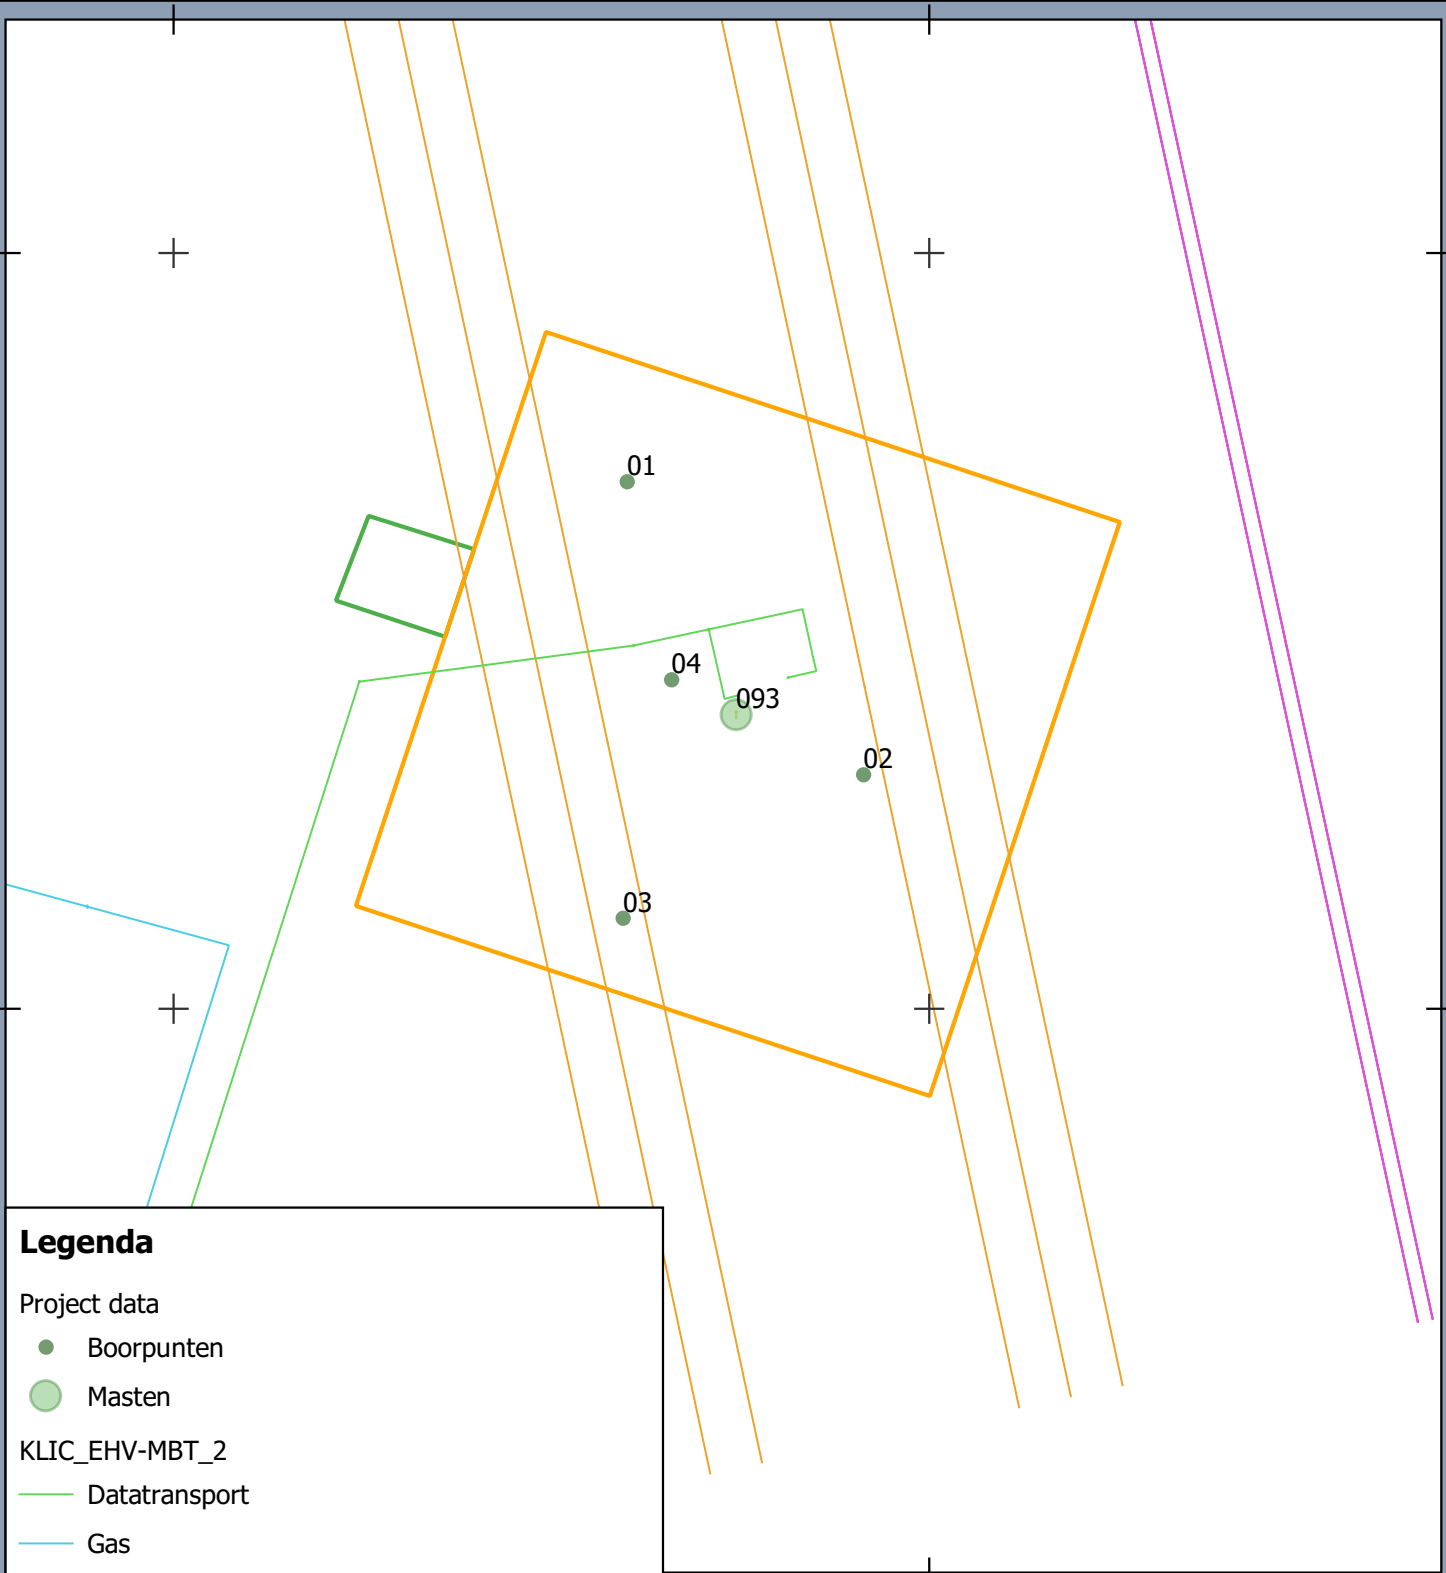 01
04
093
02
03
Legenda
Project data
Boorpunten
Masten
KLIC_EHV-MBT_2
Datatransport
Gas